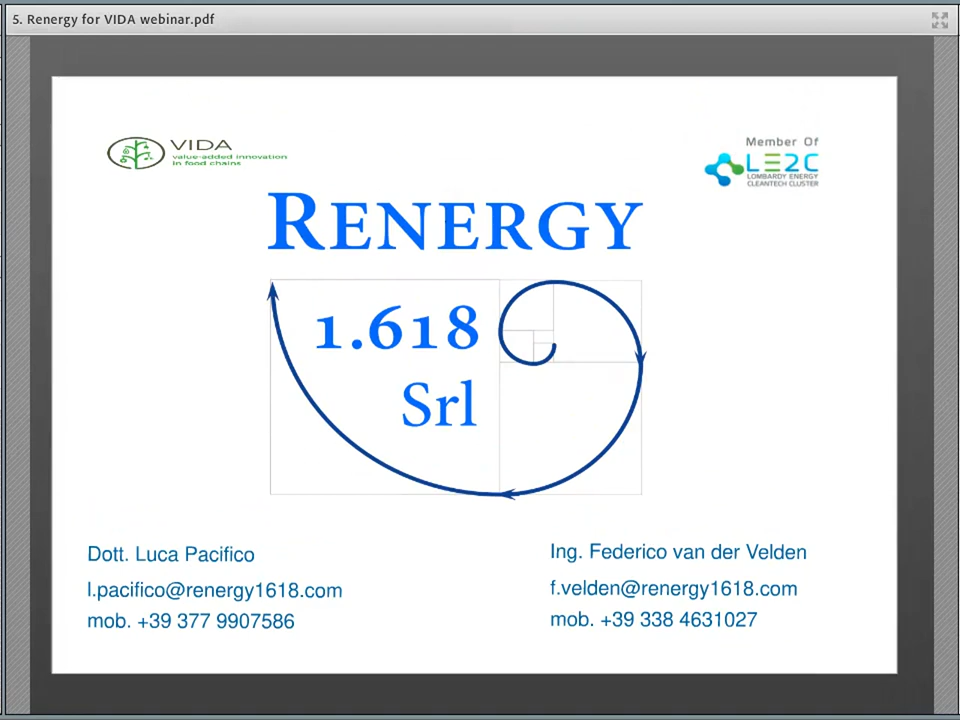 5. Renergy for VIDA webinar.pdf
VIDA
value-added innovation
in food chains
Member Of
LE2C
LOMBARDY ENERGY
CLEANTECH CLUSTER
RENERGY
1.618
Srl
Dott. Luca Pacifico
l.pacifico@renergy1618.com
mob. +39 377 9907586
Ing. Federico van der Velden
f.velden@renergy1618.com
mob. +39 338 4631027